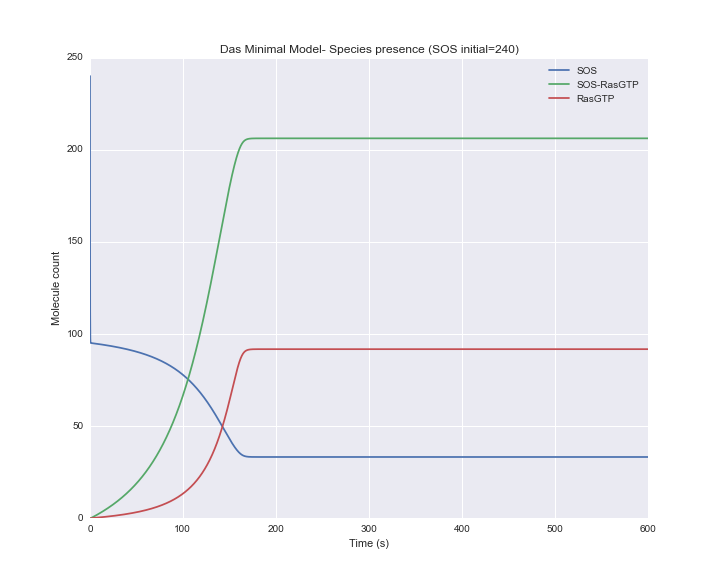 Das Minimal Model- Species presence (SOS initial=240)
250
SOS
SOS-RasGTP
RasGTP
200
150
Molecule count
100
50
0
0 100 200 300 400 500 600
Time (s)